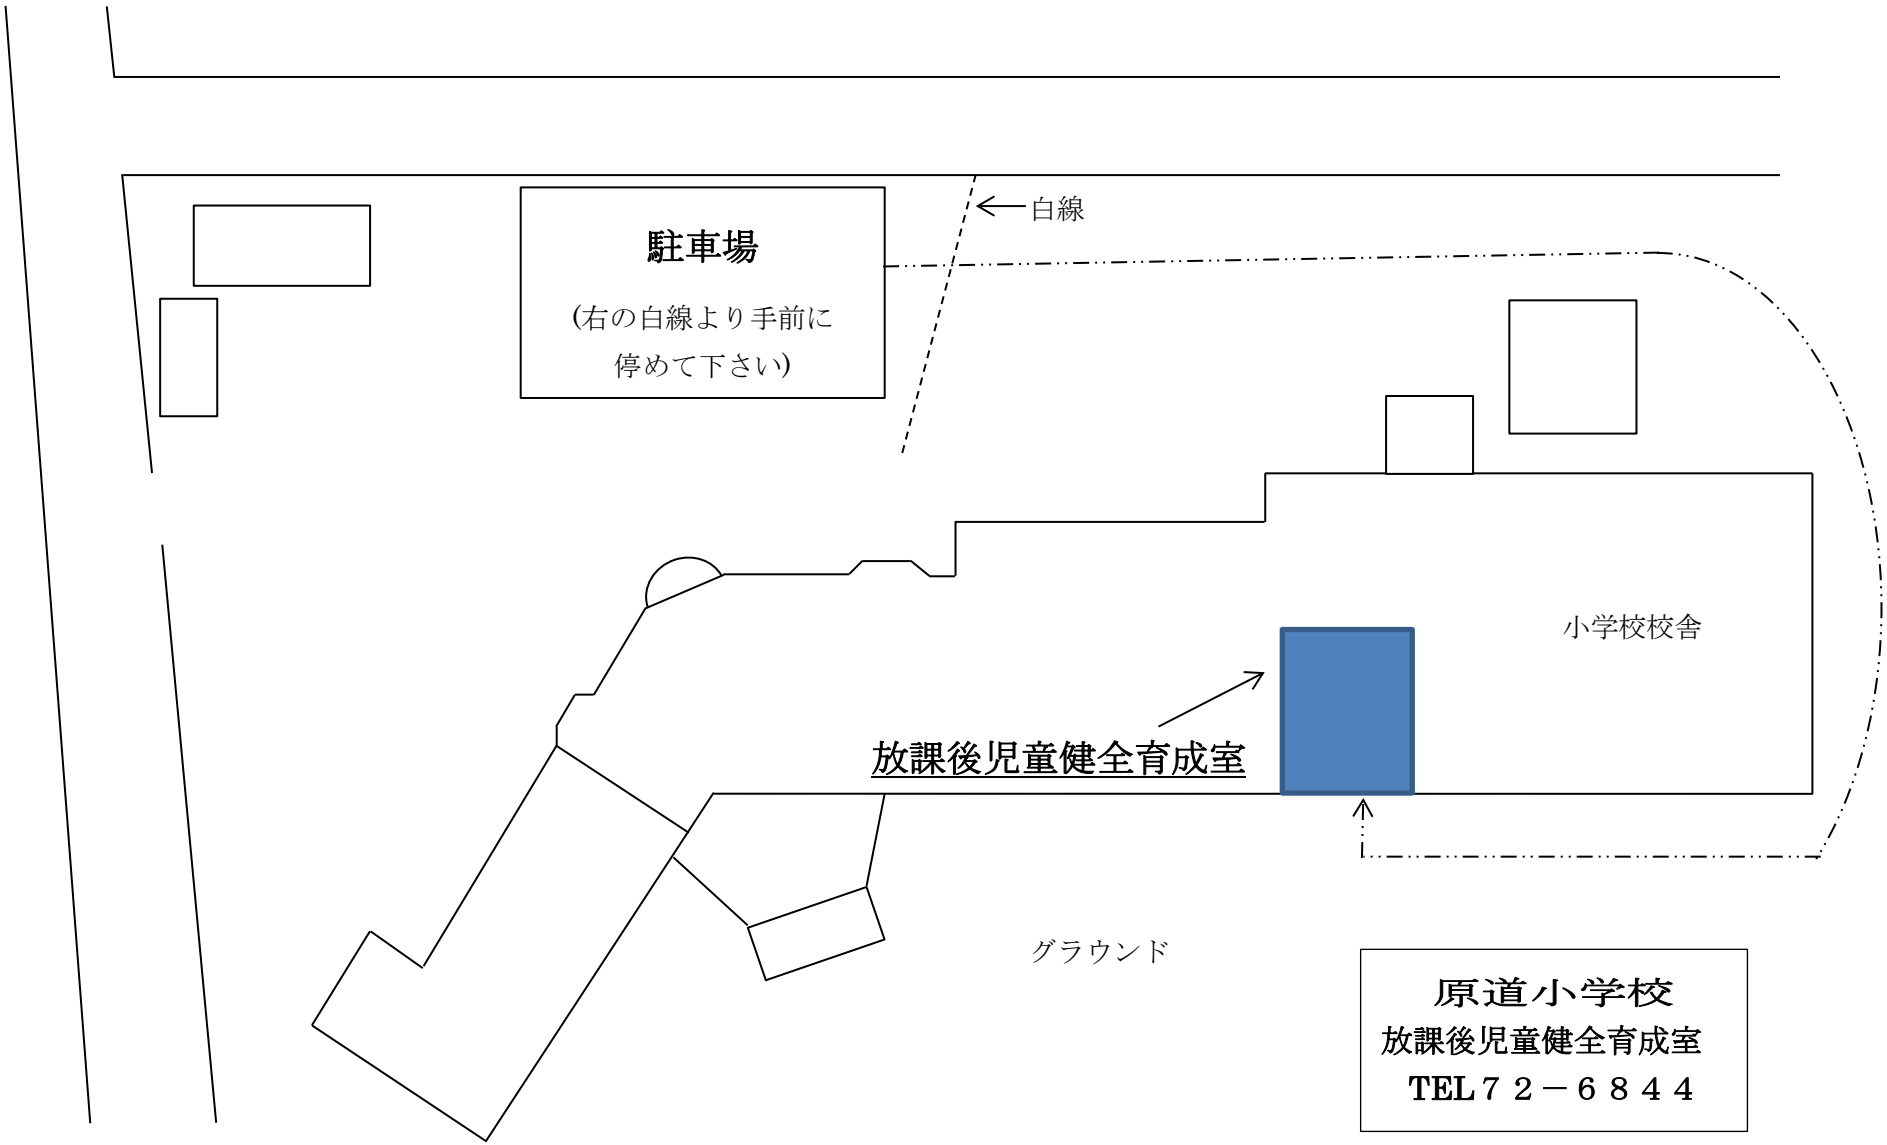 白線
駐車場
(右の白線より手前に
停めて下さい)
小学校校舎
放課後児童健全育成室
グラウンド
原道小学校
放課後児童健全育成室
TEL７２－６８４４